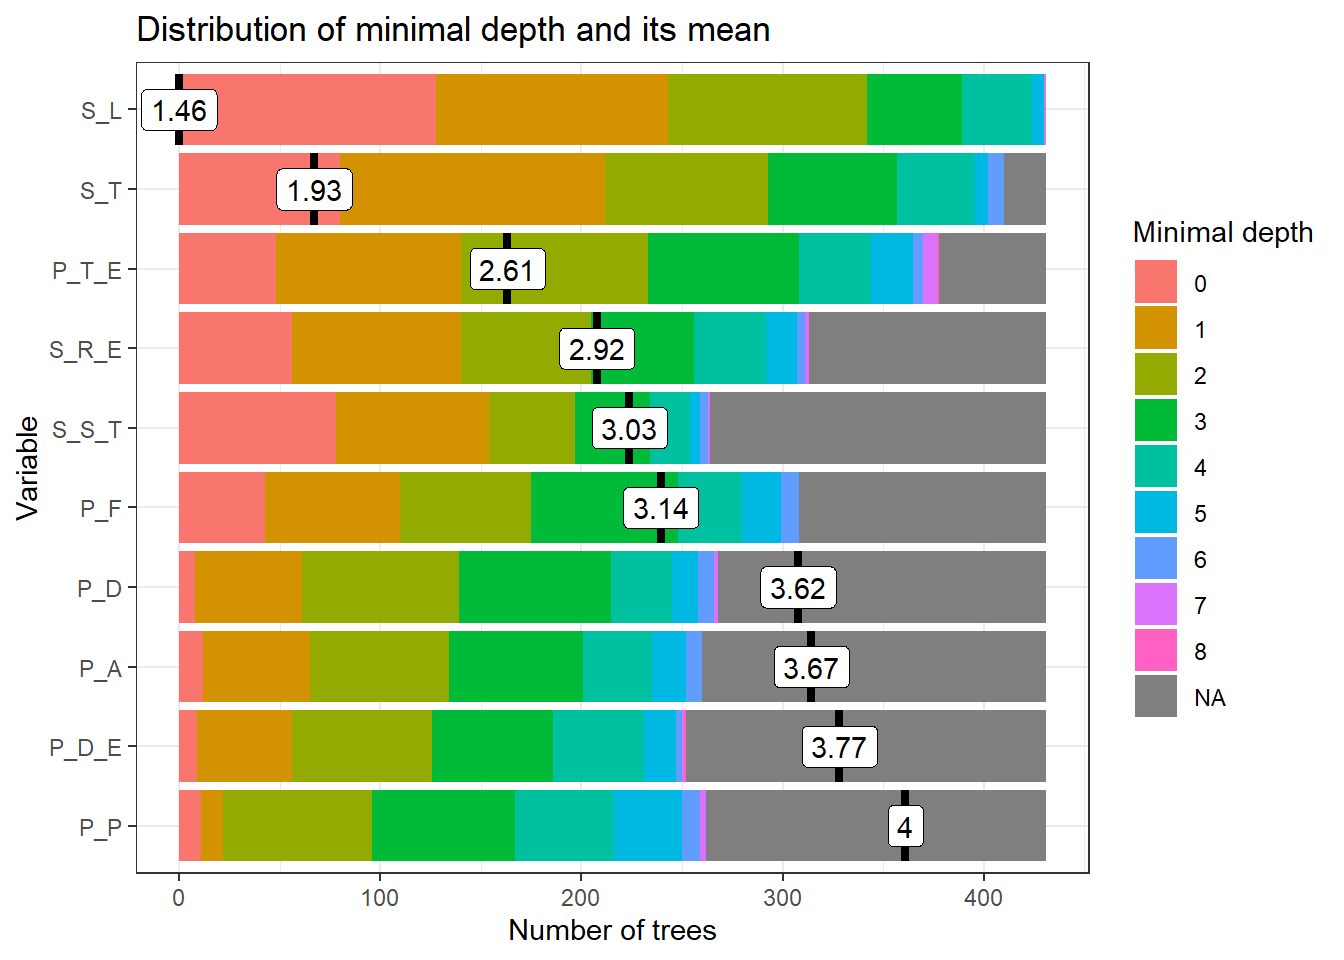 Distribution of minimal depth and its mean
Variable
S_L
1.46
S_T
1.93
P_T_E
2.61
S_R_E
2.92
S_S_T
3.03
P_F
3.14
P_D
3.62
P_A
3.67
P_D_E
3.77
P_P
4
0 100 200 300 400
Number of trees
Minimal depth
0
1
2
3
4
5
6
7
8
NA